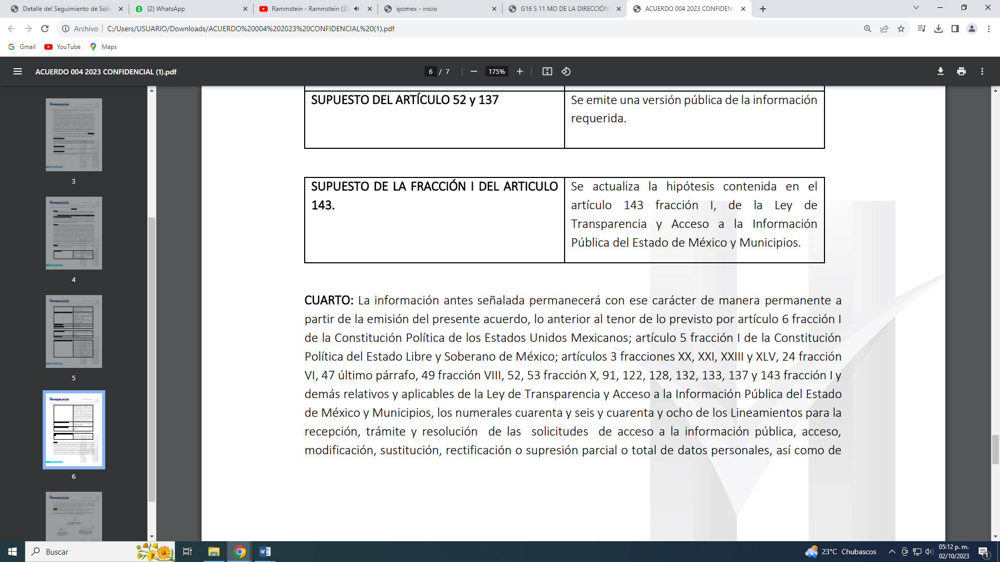 Detalle del Seguimiento de Solic
(2) WhatsApp
Rammstein - Rammstein (20
ipomex - inicio
G16 S 11 MO DE LA DIRECCIÓN
ACUERDO 004 2023 CONFIDENC
Archivo
C:/Users/USUARIO/Downloads/ACUERDO%20004%202023%20CONFIDENCIAL%20(1).pdf
Gmail
YouTube
Maps
ACUERDO 004 2023 CONFIDENCIAL (1).pdf
6 / 7
175%
HUIXQUILUCAN
3
HUIXQUILUCAN
4
HUIXQUILUCAN
5
HUIXQUILUCAN
6
HUIXQUILUCAN
SUPUESTO DEL ARTÍCULO 52 y 137
Se emite una versión pública de la información
requerida.
SUPUESTO DE LA FRACCIÓN I DEL ARTICULO
143.
Se actualiza la hipótesis contenida en el
artículo 143 fracción I, de la Ley de
Transparencia y Acceso a la Información
Pública del Estado de México y Municipios.
CUARTO: La información antes señalada permanecerá con ese carácter de manera permanente a
partir de la emisión del presente acuerdo, lo anterior al tenor de lo previsto por artículo 6 fracción I
de la Constitución Política de los Estados Unidos Mexicanos; artículo 5 fracción I de la Constitución
Política del Estado Libre y Soberano de México; artículos 3 fracciones XX, XXI, XXIII y XLV, 24 fracción
VI, 47 último párrafo, 49 fracción VIII, 52, 53 fracción X, 91, 122, 128, 132, 133, 137 y 143 fracción I y
demás relativos y aplicables de la Ley de Transparencia y Acceso a la Información Pública del Estado
de México y Municipios, los numerales cuarenta y seis y cuarenta y ocho de los Lineamientos para la
recepción, trámite y resolución de las solicitudes de acceso a la información pública, acceso,
modificación, sustitución, rectificación o supresión parcial o total de datos personales, así como de
Buscar
23°C Chubascos
05:12 p. m.
02/10/2023
1